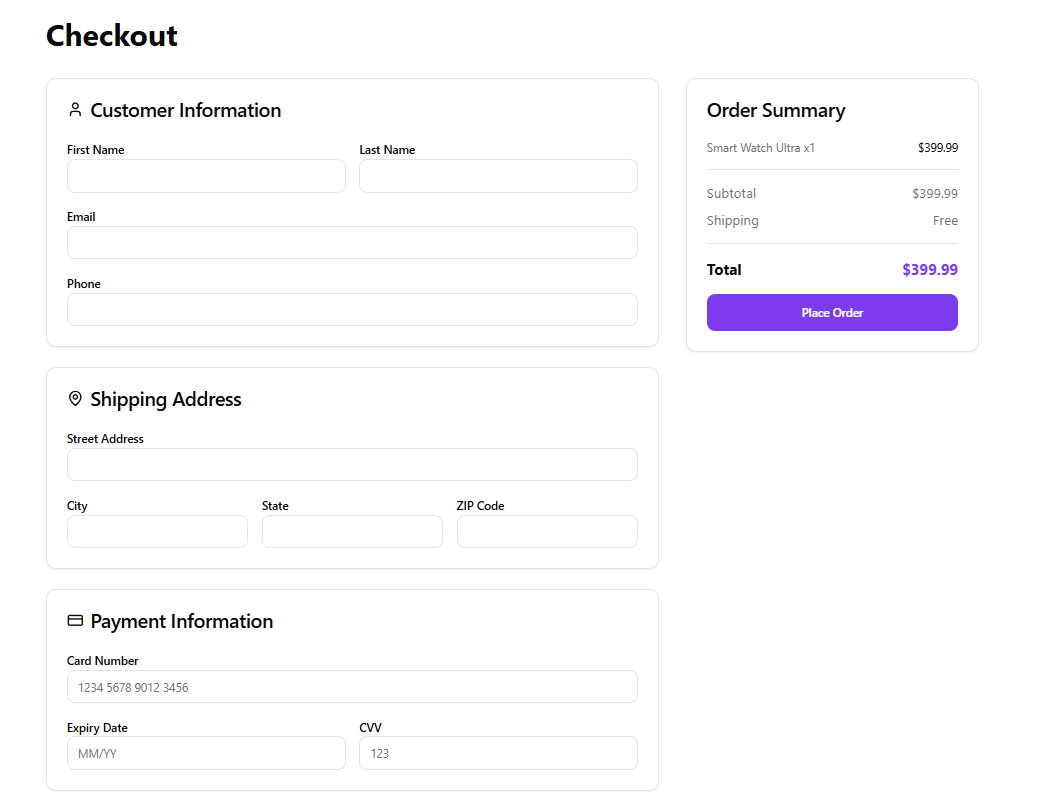 Checkout
Customer Information
First Name
Last Name
Email
Phone
Shipping Address
Street Address
City
State
ZIP Code
Payment Information
Card Number
1234 5678 9012 3456
Expiry Date
CVV
MM/YY
123
Order Summary
Smart Watch Ultra x1 $399.99
Subtotal $399.99
Shipping Free
Total $399.99
Place Order